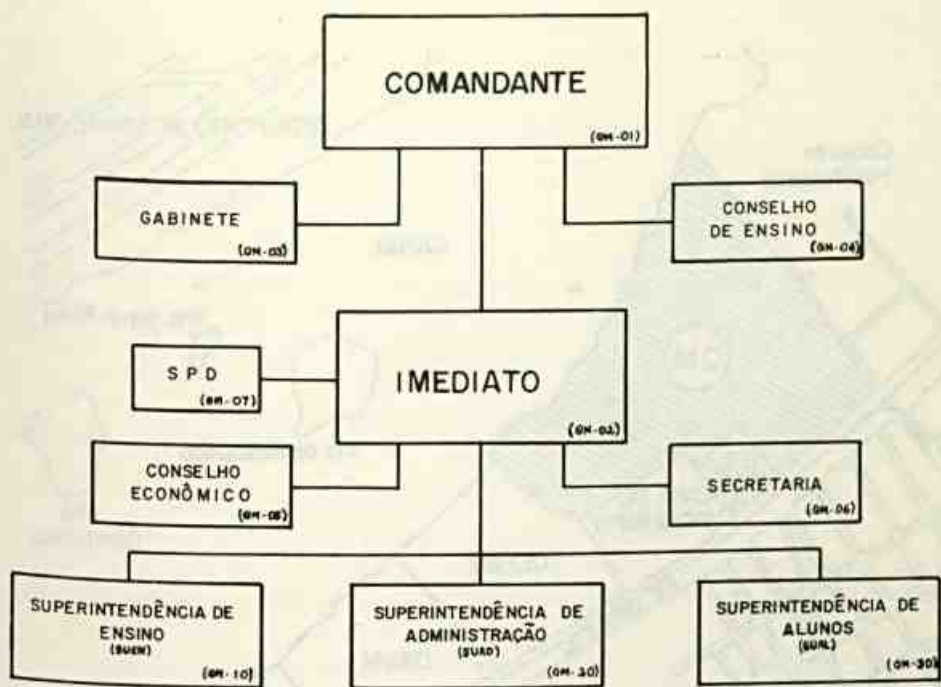 COMANDANTE
(GM-01)
GABINETE
(GM-03)
CONSELHO
DE ENSINO
(GM-04)
S P D
(GM-07)
IMEDIATO
(GM-02)
CONSELHO
ECONÔMICO
(GM-05)
SECRETARIA
(GM-06)
SUPERINTENDÊNCIA DE
ENSINO
(SUEN)
(GM-10)
SUPERINTENDÊNCIA DE
ADMINISTRAÇÃO
(SUAD)
(GM-20)
SUPERINTENDÊNCIA DE
ALUNOS
(SUAL)
(GM-30)